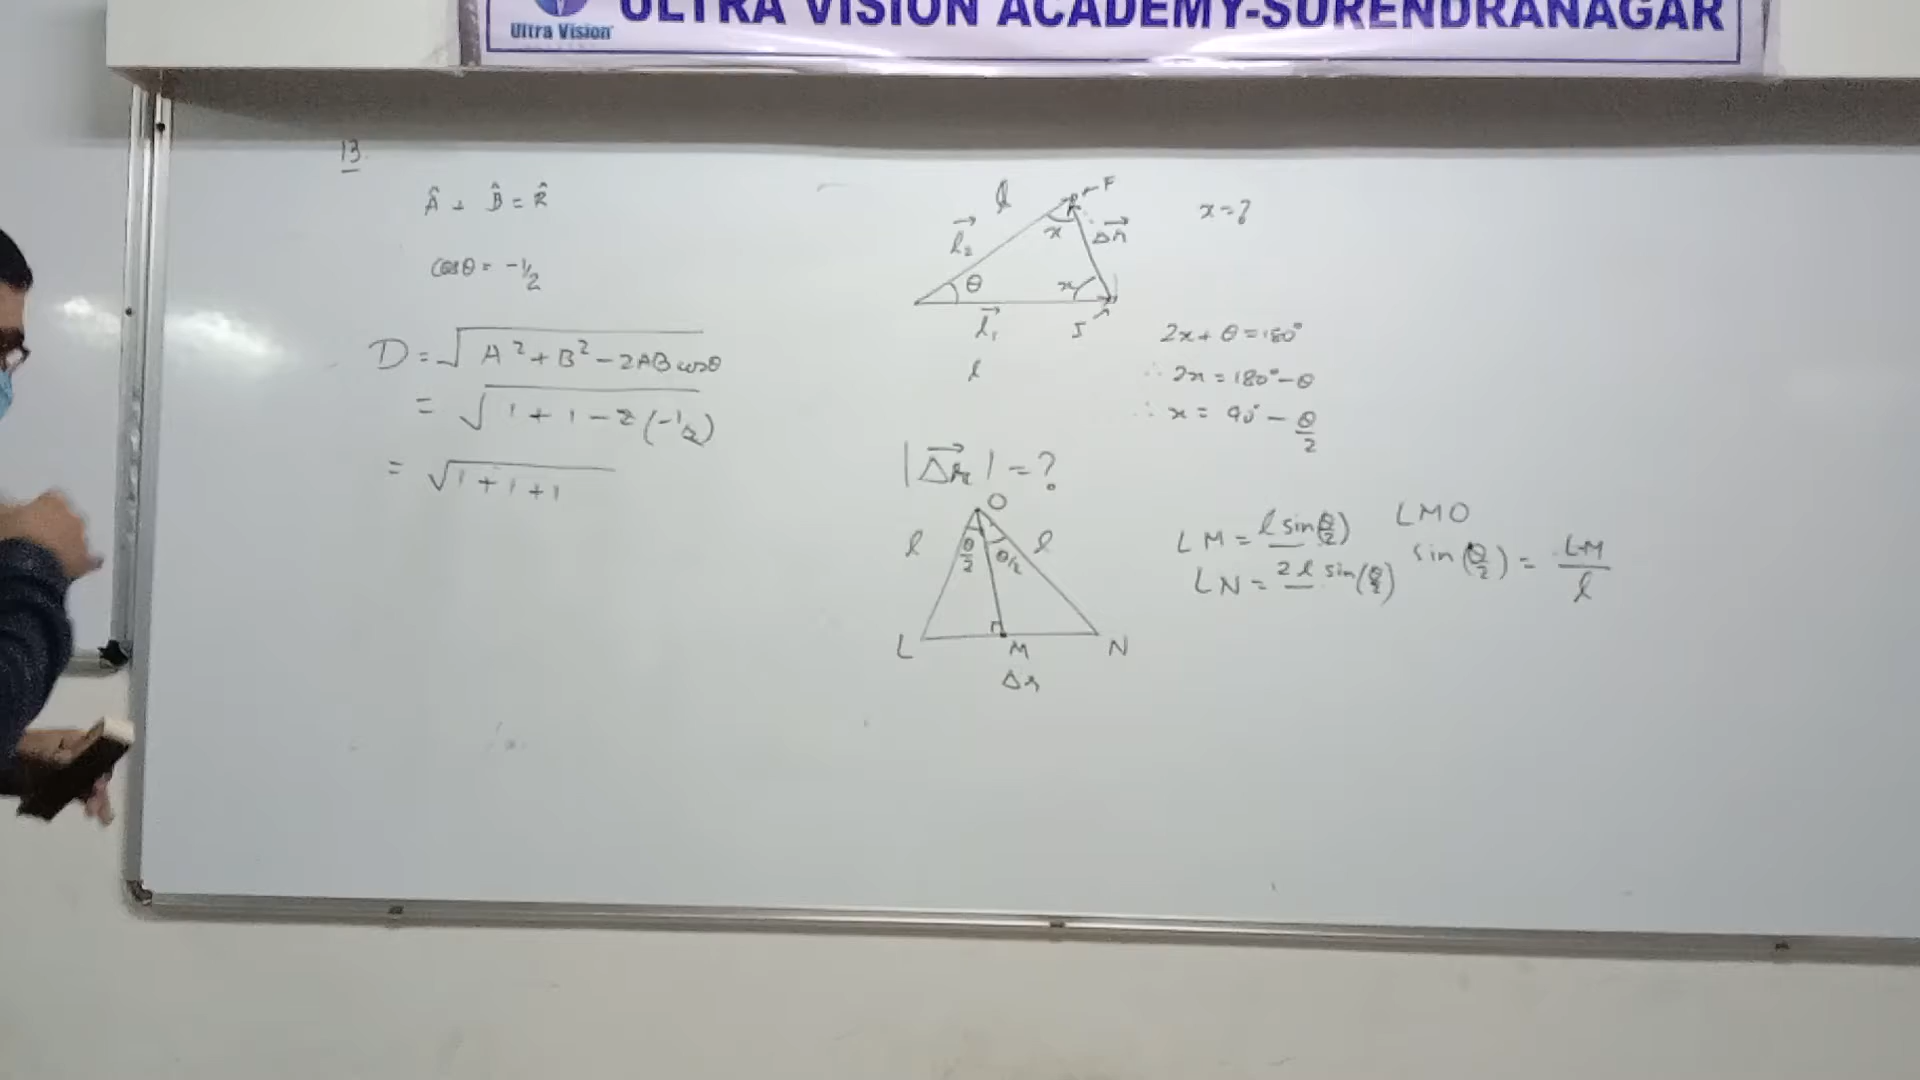 ULTRA VISION ACADEMY-SURENDRANAGAR
Ultra Vision
13.
Â + B̂ = R̂
cosθ = -1/2
D = √(A² + B² - 2AB cosθ)
= √(1 + 1 - 2(-1/2))
= √(1 + 1 + 1)
l
F
l₂⃗
x
Δr⃗
θ
x
l₁⃗
I
l
x = ?
2x + θ = 180°
∴ 2x = 180° - θ
∴ x = 90° - θ/2
|Δr⃗| = ?
O
l
θ/2
θ/2
l
L
M
N
Δr
LM = l sin(θ/2)
LN = 2l sin(θ/2)
LMO
sin(θ/2) = LM/l